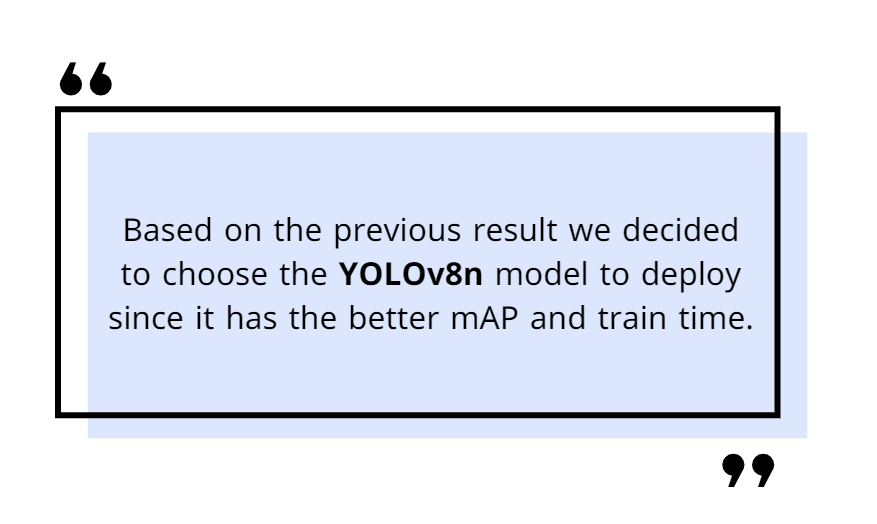 “
Based on the previous result we decided
to choose the YOLOv8n model to deploy
since it has the better mAP and train time.
”